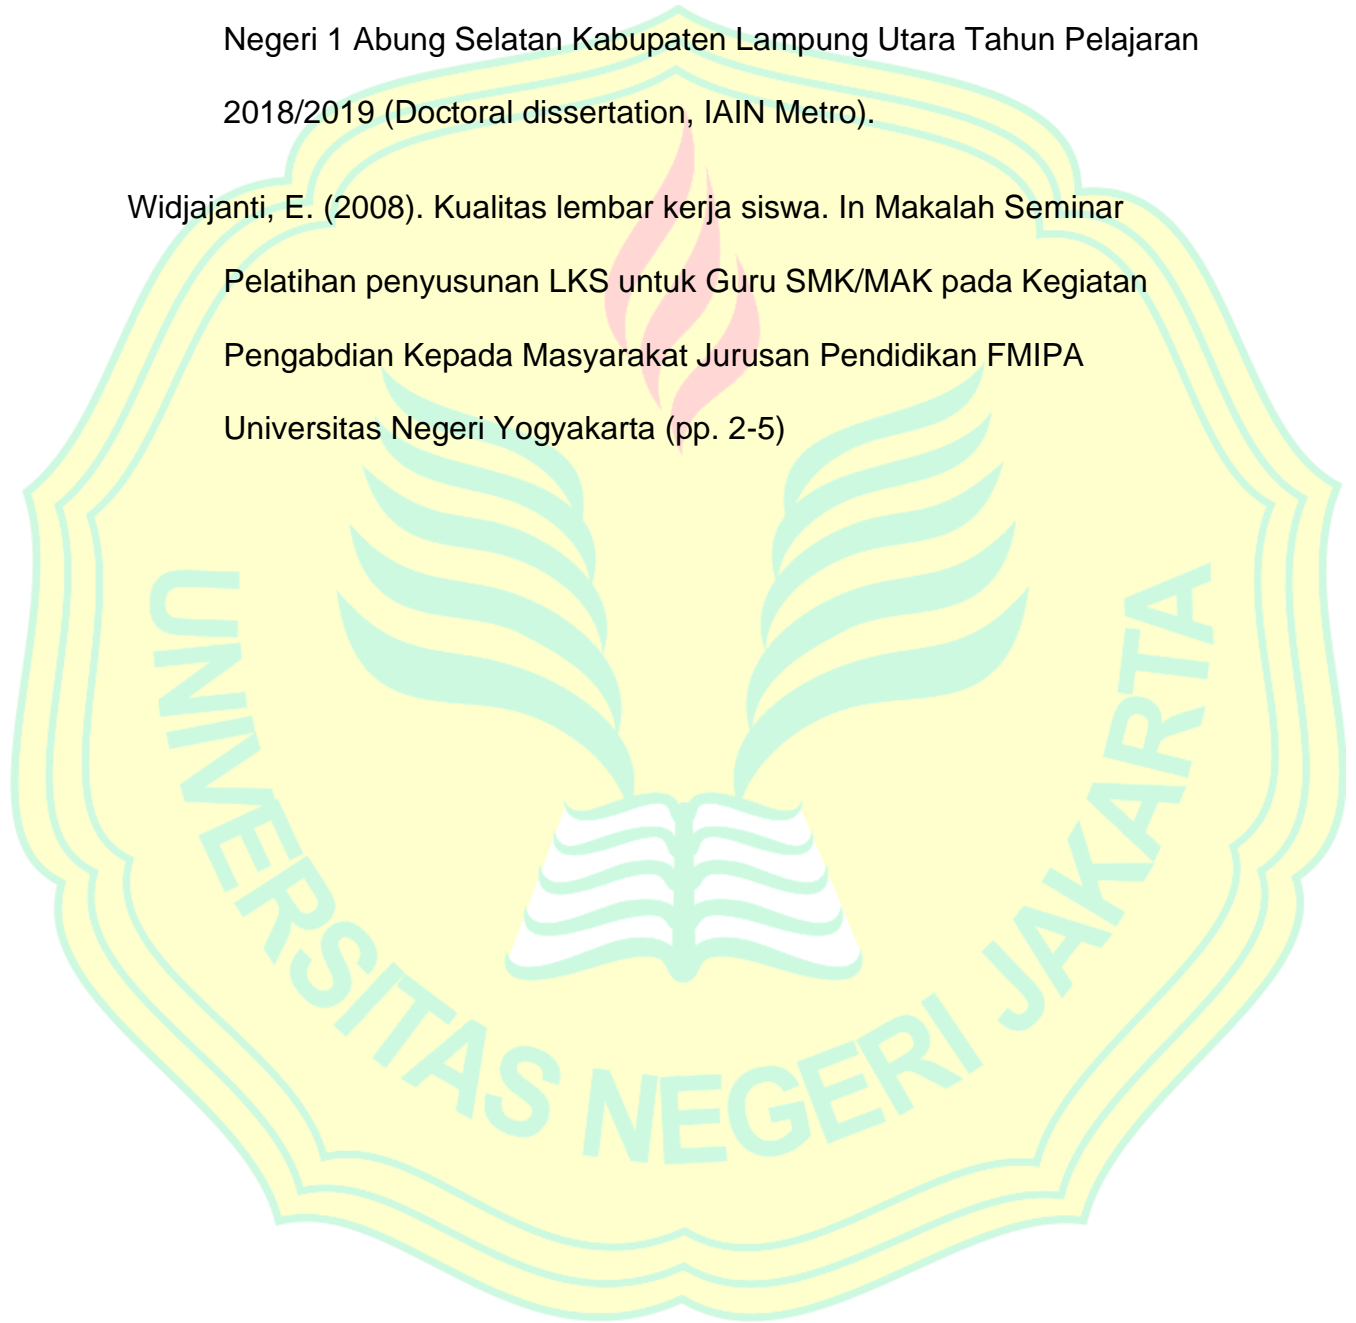 Negeri 1 Abung Selatan Kabupaten Lampung Utara Tahun Pelajaran
2018/2019 (Doctoral dissertation, IAIN Metro).
Widjajanti, E. (2008). Kualitas lembar kerja siswa. In Makalah Seminar
Pelatihan penyusunan LKS untuk Guru SMK/MAK pada Kegiatan
Pengabdian Kepada Masyarakat Jurusan Pendidikan FMIPA
Universitas Negeri Yogyakarta (pp. 2-5)
UNIVERSITAS NEGERI JAKARTA